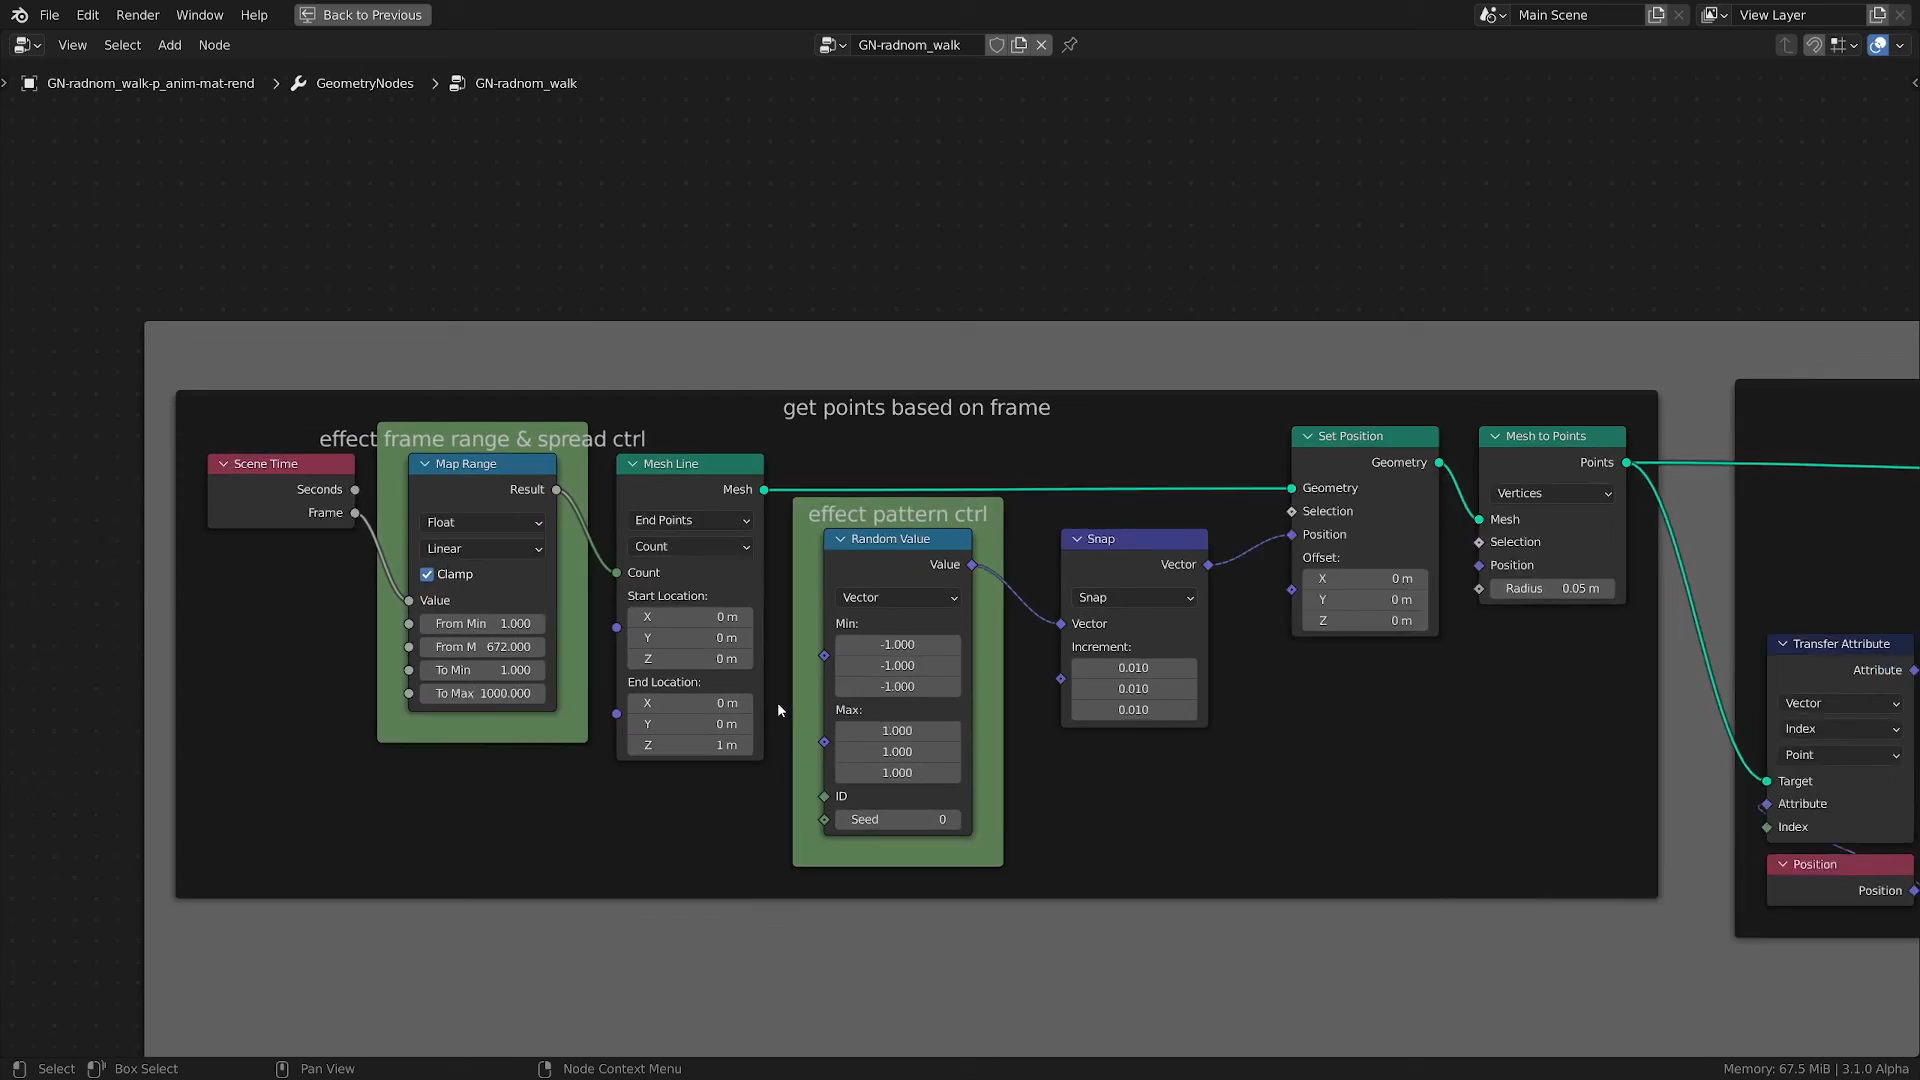 File Edit Render Window Help Back to Previous Main Scene View Layer
View Select Add Node GN-radnom_walk
GN-radnom_walk-p_anim-mat-rend GeometryNodes GN-radnom_walk
get points based on frame
effect frame range & spread ctrl
Scene Time
Seconds
Frame
Map Range
Result
Float
Linear
Clamp
Value
From Min 1.000
From M 672.000
To Min 1.000
To Max 1000.000
Mesh Line
Mesh
End Points
Count
Count
Start Location:
X 0 m
Y 0 m
Z 0 m
End Location:
X 0 m
Y 0 m
Z 1 m
effect pattern ctrl
Random Value
Value
Vector
Min:
-1.000
-1.000
-1.000
Max:
1.000
1.000
1.000
ID
Seed 0
Snap
Vector
Snap
Vector
Increment:
0.010
0.010
0.010
Set Position
Geometry
Geometry
Selection
Position
Offset:
X 0 m
Y 0 m
Z 0 m
Mesh to Points
Points
Vertices
Mesh
Selection
Position
Radius 0.05 m
Transfer Attribute
Attribute
Vector
Index
Point
Target
Attribute
Index
Position
Position
Select Box Select Pan View Node Context Menu Memory: 67.5 MiB | 3.1.0 Alpha